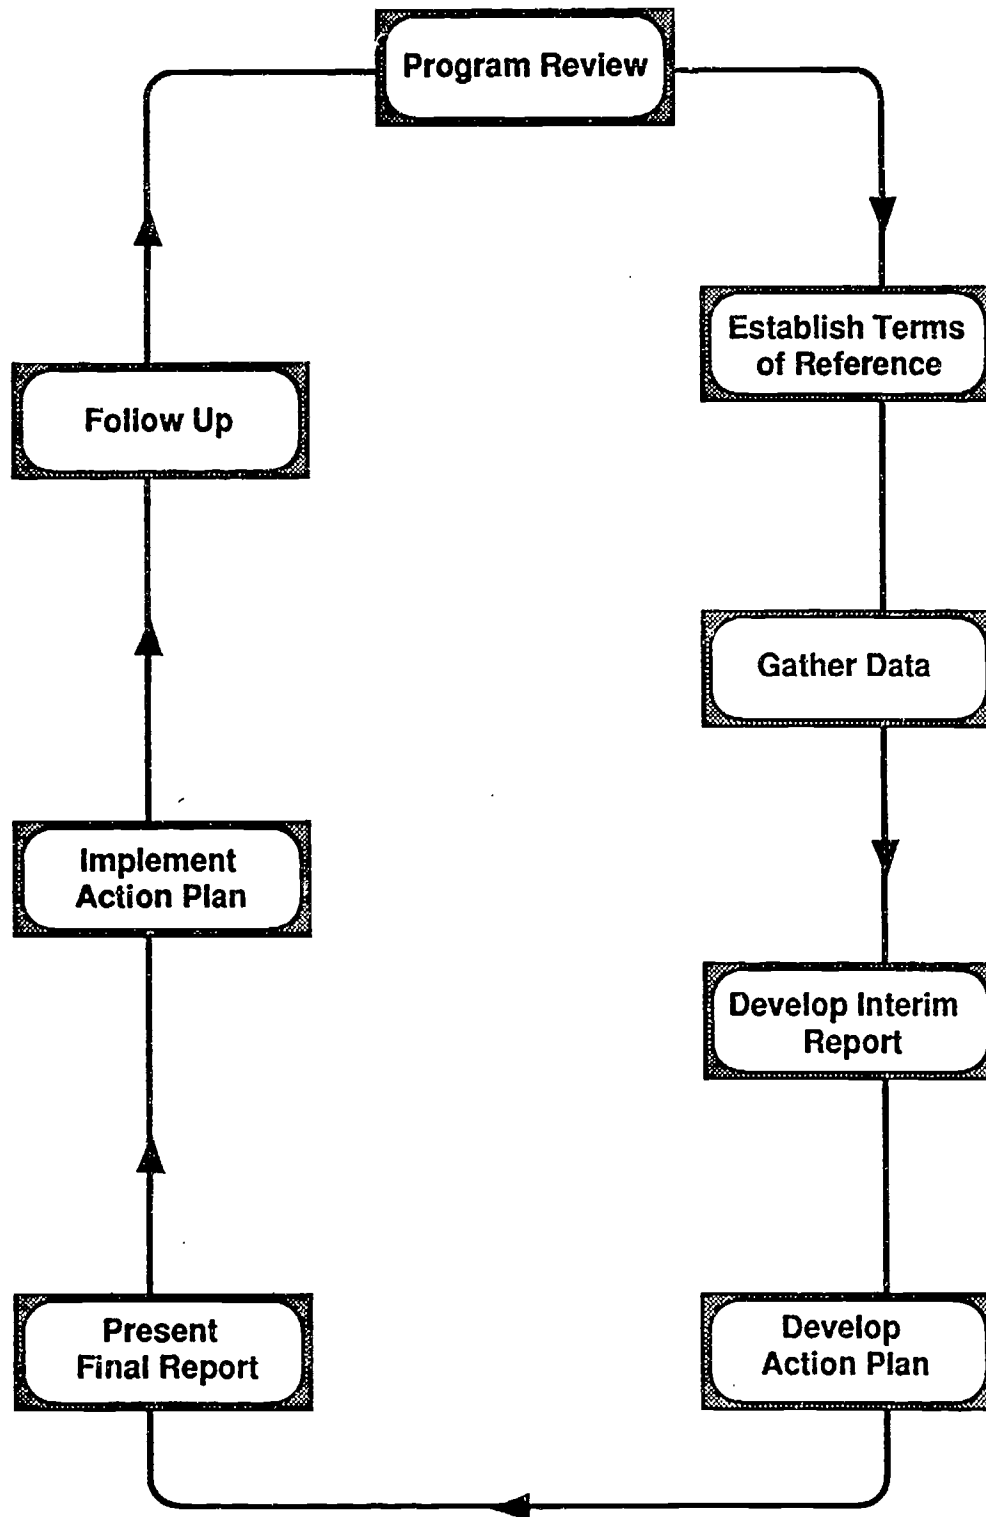 Program Review
Establish Terms
of Reference
Gather Data
Develop Interim
Report
Develop
Action Plan
Present
Final Report
Implement
Action Plan
Follow Up